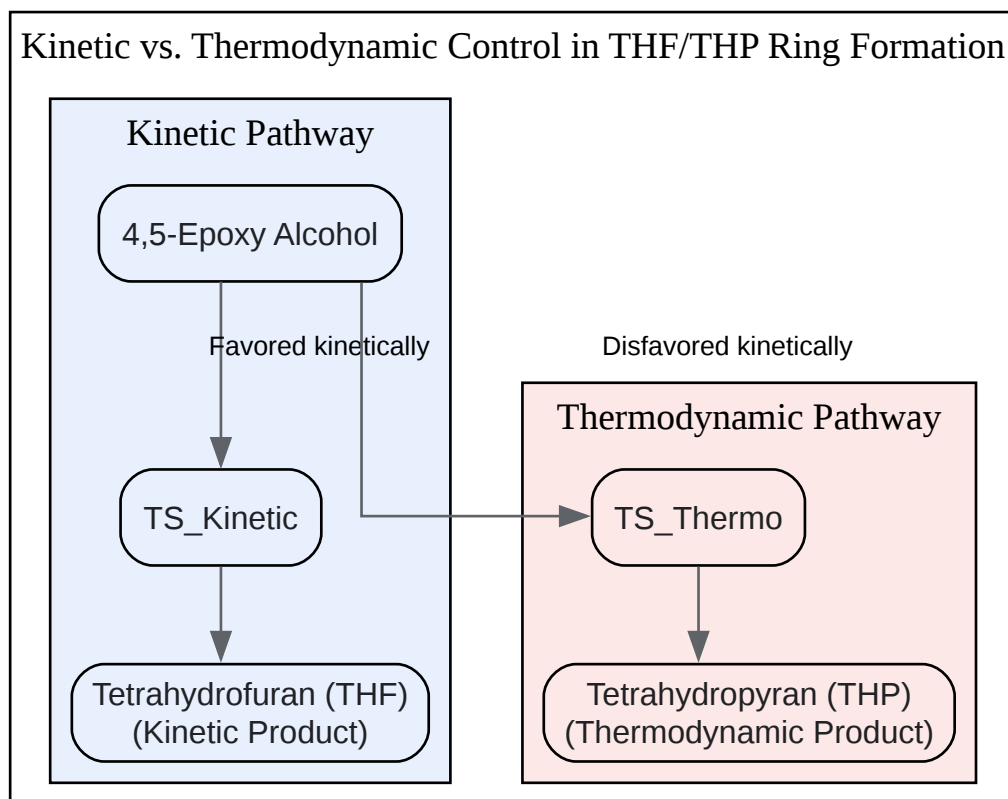 Kinetic vs. Thermodynamic Control in THF/THP Ring Formation
Kinetic Pathway
4,5-Epoxy Alcohol
Favored kinetically
Disfavored kinetically
Thermodynamic Pathway
TS_Kinetic
TS_Thermo
Tetrahydrofuran (THF)
(Kinetic Product)
Tetrahydropyran (THP)
(Thermodynamic Product)